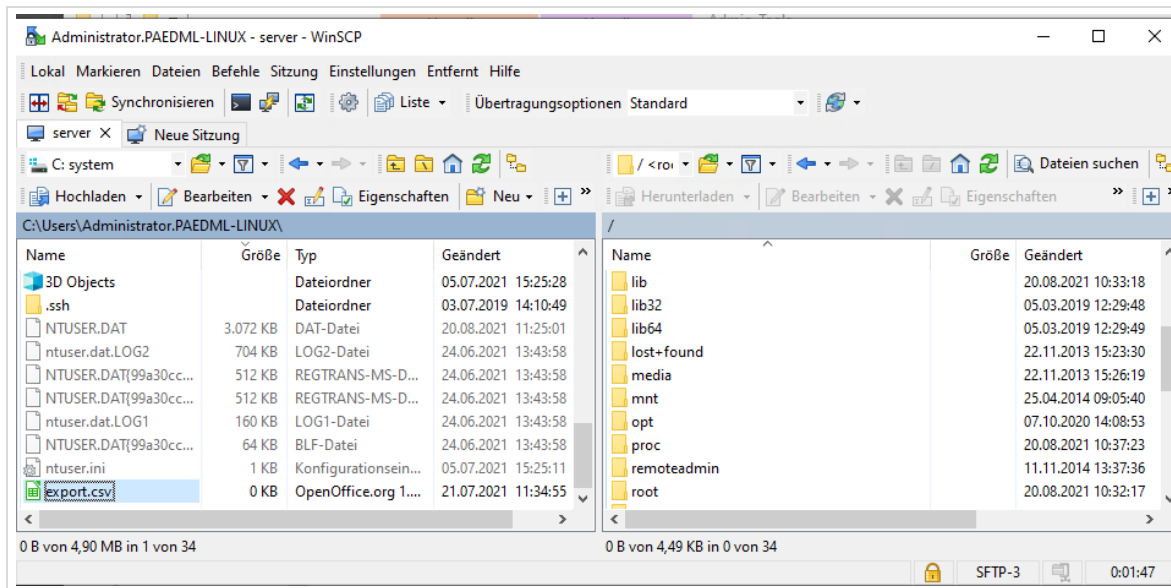 Administrator.PAEDML-LINUX - server - WinSCP
Lokal Markieren Dateien Befehle Sitzung Einstellungen Entfernt Hilfe
Synchronisieren Liste Übertragungsoptionen Standard
server Neue Sitzung
C: system / <roo Dateien suchen
Hochladen Bearbeiten Eigenschaften Neu » Herunterladen Bearbeiten Eigenschaften »
C:\Users\Administrator.PAEDML-LINUX\ /
Name Größe Typ Geändert Name Größe Geändert
3D Objects Dateiordner 05.07.2021 15:25:28 lib 20.08.2021 10:33:18
.ssh Dateiordner 03.07.2019 14:10:49 lib32 05.03.2019 12:29:48
NTUSER.DAT 3.072 KB DAT-Datei 20.08.2021 11:25:01 lib64 05.03.2019 12:29:49
ntuser.dat.LOG2 704 KB LOG2-Datei 24.06.2021 13:43:58 lost+found 22.11.2013 15:23:30
NTUSER.DAT{99a30cc... 512 KB REGTRANS-MS-D... 24.06.2021 13:43:58 media 22.11.2013 15:26:19
NTUSER.DAT{99a30cc... 512 KB REGTRANS-MS-D... 24.06.2021 13:43:58 mnt 25.04.2014 09:05:40
ntuser.dat.LOG1 160 KB LOG1-Datei 24.06.2021 13:43:58 opt 07.10.2020 14:08:53
NTUSER.DAT{99a30cc... 64 KB BLF-Datei 24.06.2021 13:43:58 proc 20.08.2021 10:37:23
ntuser.ini 1 KB Konfigurationsein... 05.07.2021 15:25:11 remoteadmin 11.11.2014 13:37:36
export.csv 0 KB OpenOffice.org 1.... 21.07.2021 11:34:55 root 20.08.2021 10:32:17
0 B von 4,90 MB in 1 von 34 0 B von 4,49 KB in 0 von 34
SFTP-3 0:01:47